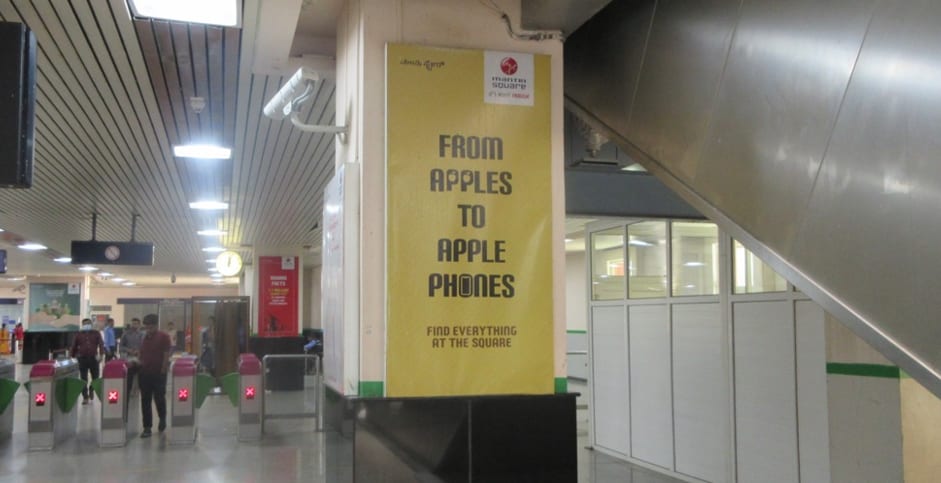 ಮಂತ್ರಿ ಸ್ಕ್ವೇರ್
mantri
square
FROM
APPLES
TO
APPLE
PHONES
FIND EVERYTHING
AT THE SQUARE